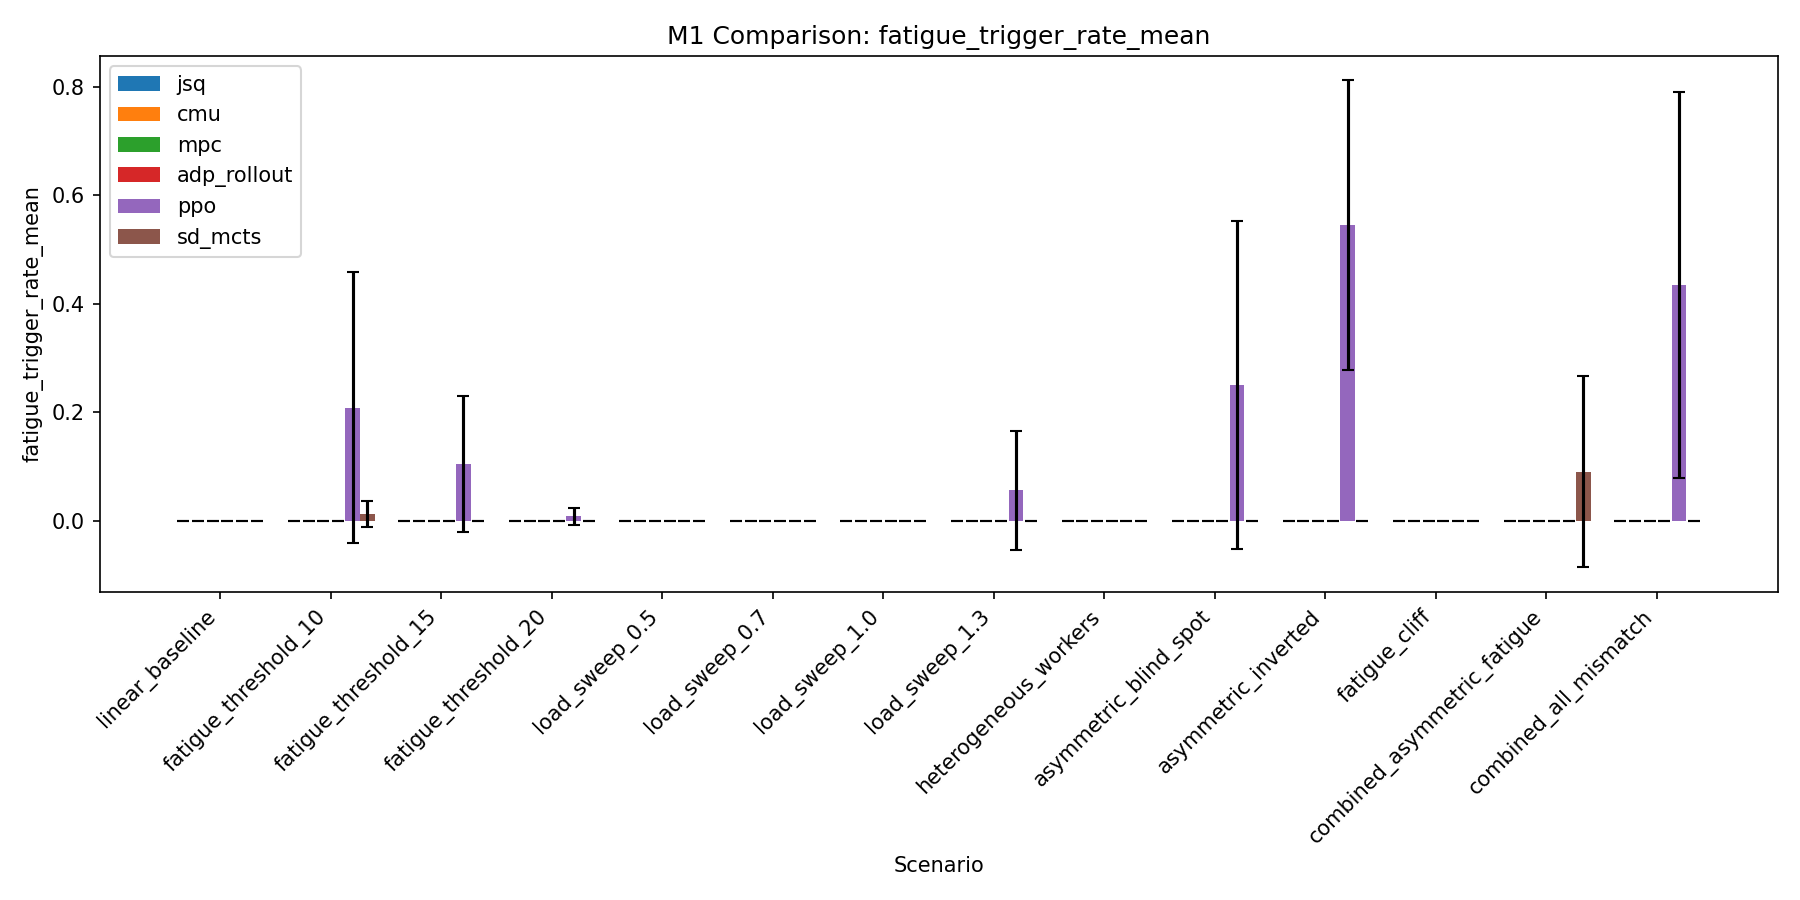 M1 Comparison: fatigue_trigger_rate_mean
fatigue_trigger_rate_mean
0.8
0.6
0.4
0.2
0.0
jsq
cmu
mpc
adp_rollout
ppo
sd_mcts
linear_baseline
fatigue_threshold_10
fatigue_threshold_15
fatigue_threshold_20
load_sweep_0.5
load_sweep_0.7
load_sweep_1.0
load_sweep_1.3
heterogeneous_workers
asymmetric_blind_spot
asymmetric_inverted
fatigue_cliff
combined_asymmetric_fatigue
combined_all_mismatch
Scenario